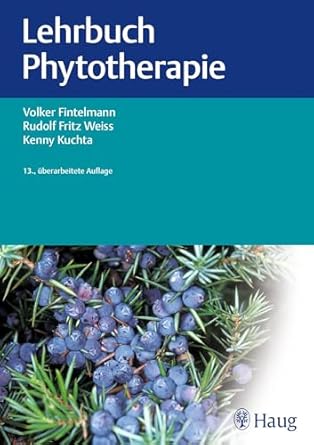 Lehrbuch
Phytotherapie
Volker Fintelmann
Rudolf Fritz Weiss
Kenny Kuchta
13., überarbeitete Auflage
Haug